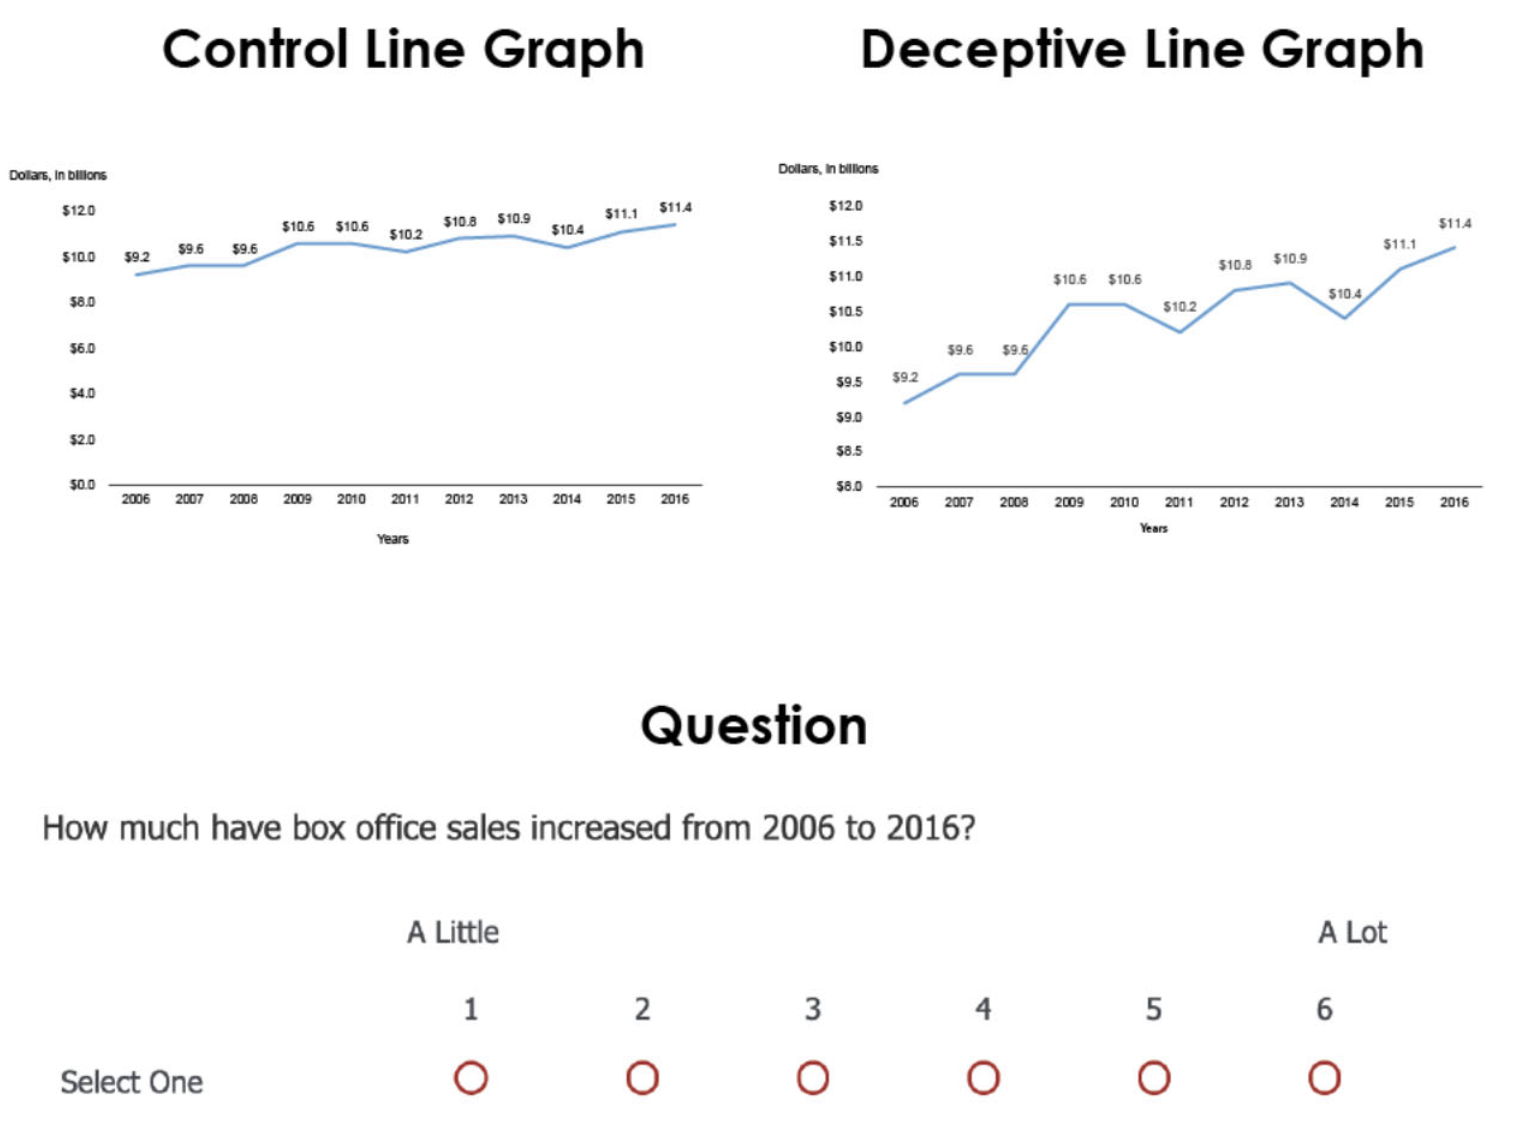 Control Line Graph
Dollars, in billions
$12.0
$10.0
$8.0
$6.0
$4.0
$2.0
$0.0
$9.2
$9.6
$9.6
$10.6
$10.6
$10.2
$10.8
$10.9
$10.4
$11.1
$11.4
2006 2007 2008 2009 2010 2011 2012 2013 2014 2015 2016
Years
Deceptive Line Graph
Dollars, in billions
$12.0
$11.5
$11.0
$10.5
$10.0
$9.5
$9.0
$8.5
$8.0
$9.2
$9.6
$9.6
$10.6
$10.6
$10.2
$10.8
$10.9
$10.4
$11.1
$11.4
2006 2007 2008 2009 2010 2011 2012 2013 2014 2015 2016
Years
Question
How much have box office sales increased from 2006 to 2016?
A Little A Lot
1 2 3 4 5 6
Select One